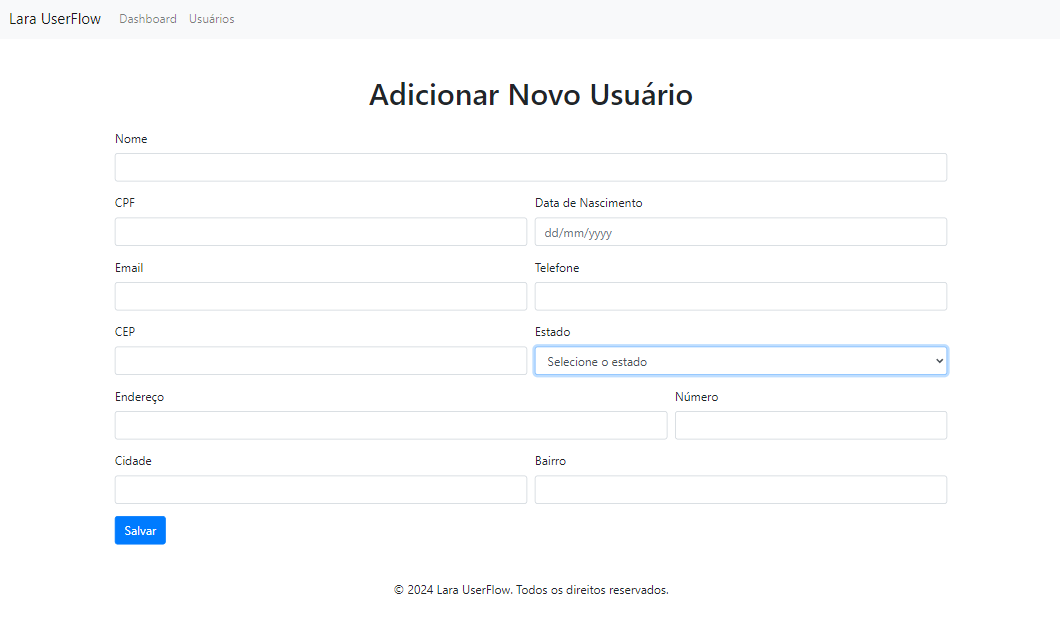 Lara UserFlow Dashboard Usuários
Adicionar Novo Usuário
Nome
CPF Data de Nascimento
dd/mm/yyyy
Email Telefone
CEP Estado
Selecione o estado
Endereço Número
Cidade Bairro
Salvar
© 2024 Lara UserFlow. Todos os direitos reservados.